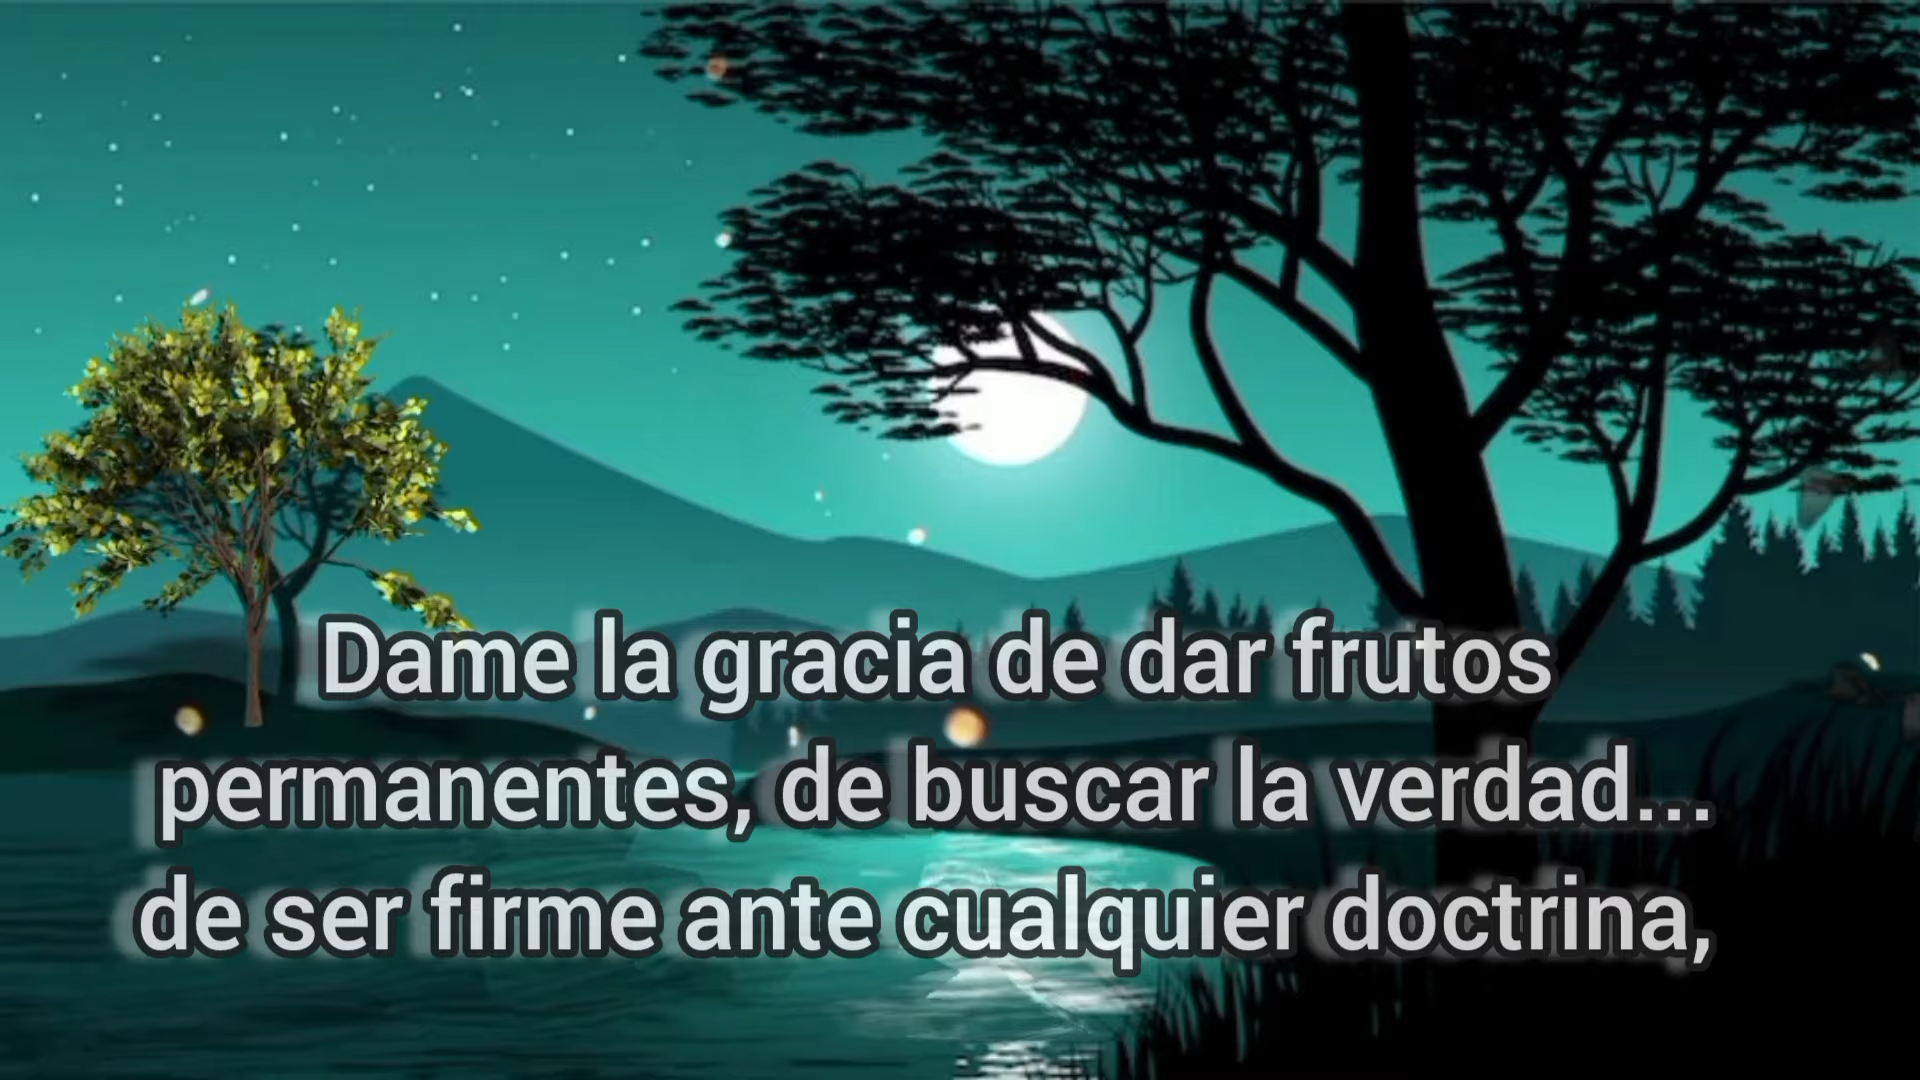 Dame la gracia de dar frutos
permanentes, de buscar la verdad...
de ser firme ante cualquier doctrina,